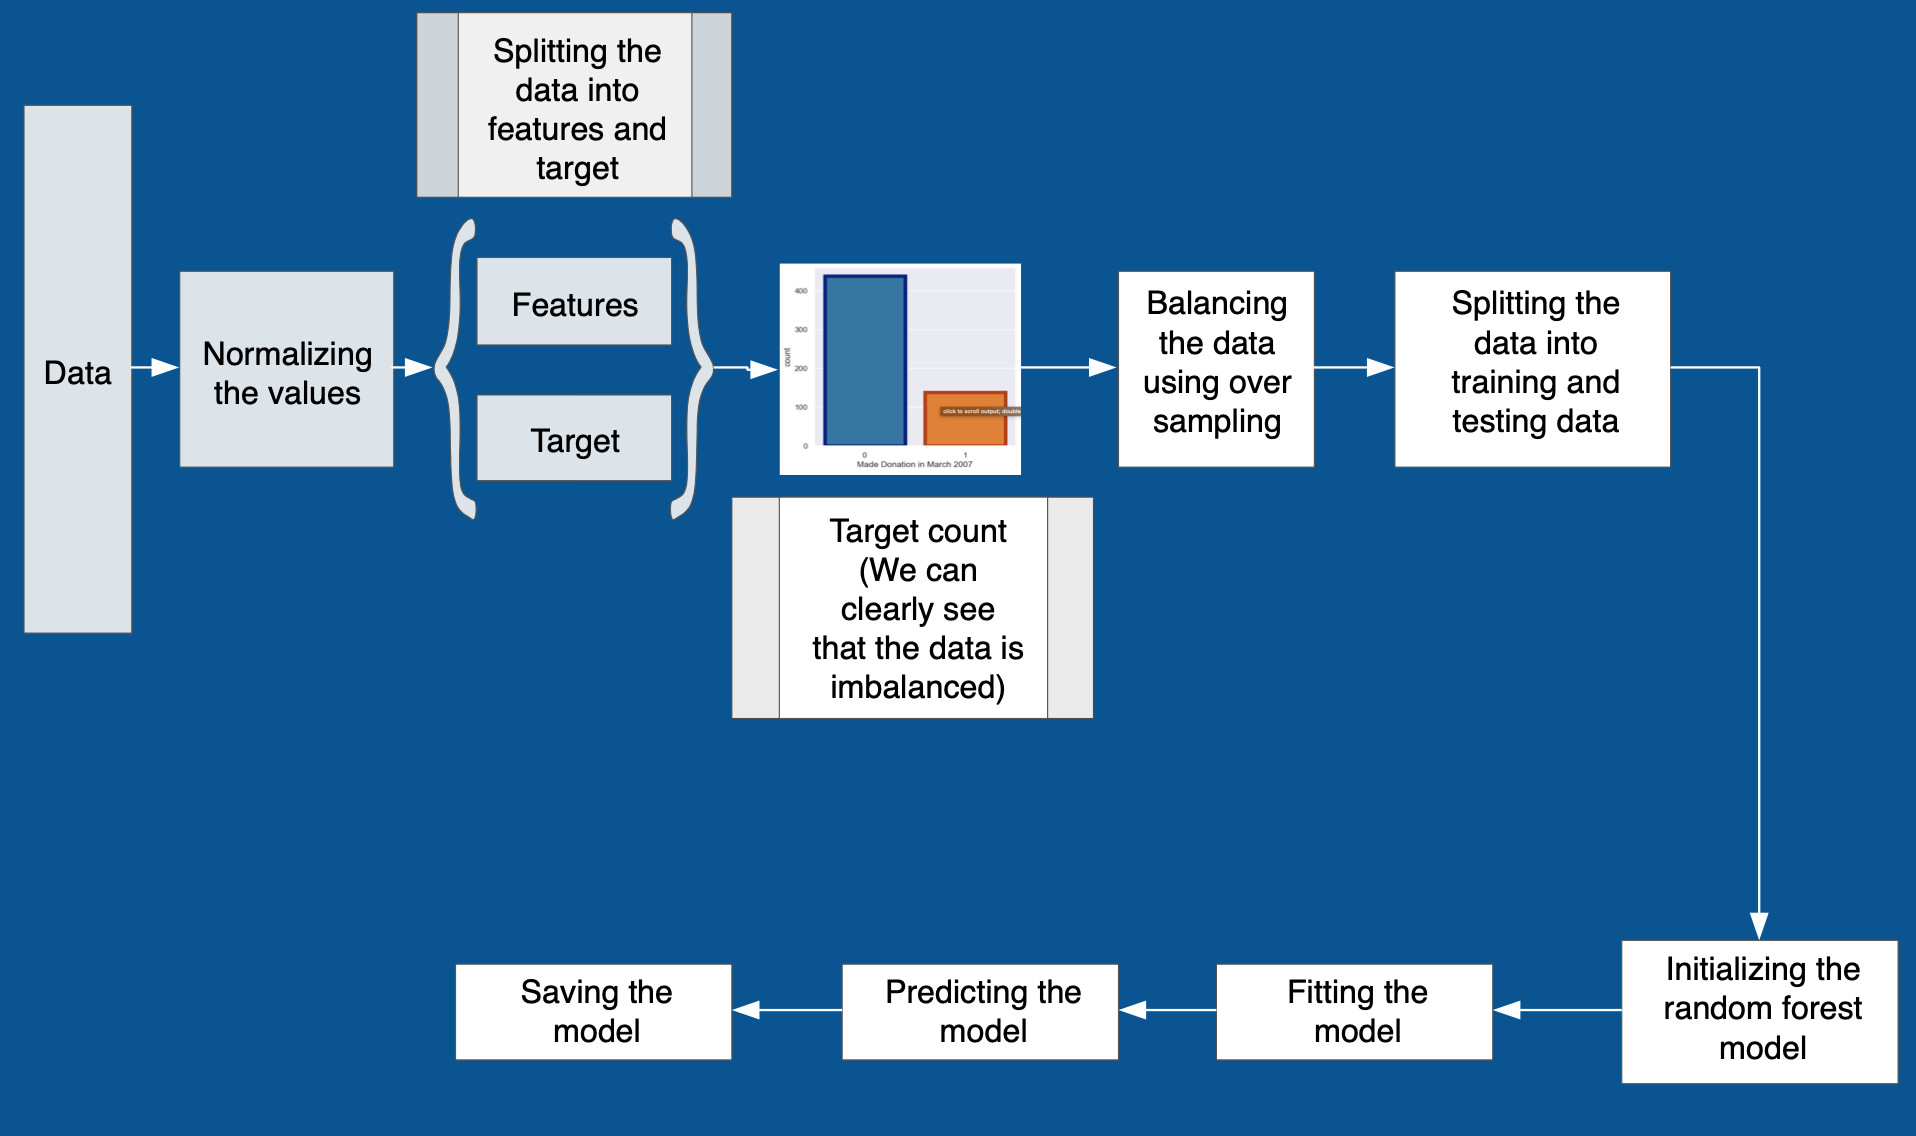 Splitting the
data into
features and
target
Data
Normalizing
the values
Features
Target
400
300
200
100
0
count
click to scroll output; double
0
1
Made Donation in March 2007
Target count
(We can
clearly see
that the data is
imbalanced)
Balancing
the data
using over
sampling
Splitting the
data into
training and
testing data
Initializing the
random forest
model
Fitting the
model
Predicting the
model
Saving the
model